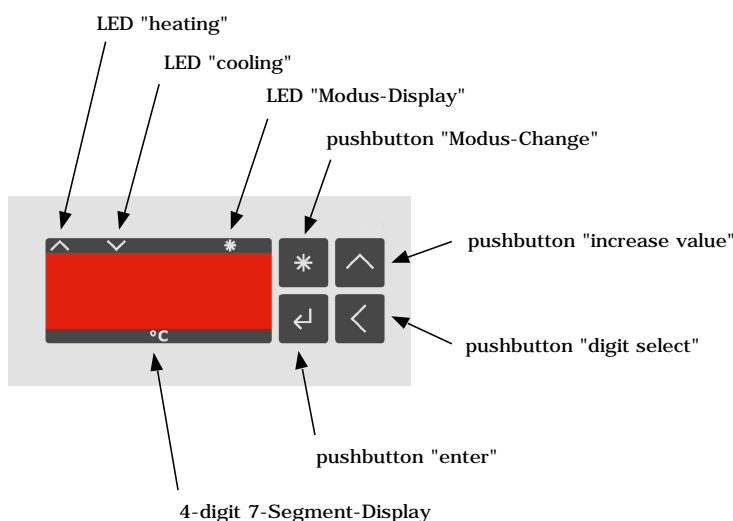 LED "heating"
LED "cooling"
LED "Modus-Display"
pushbutton "Modus-Change"
pushbutton "increase value"
°C
pushbutton "digit select"
pushbutton "enter"
4-digit 7-Segment-Display